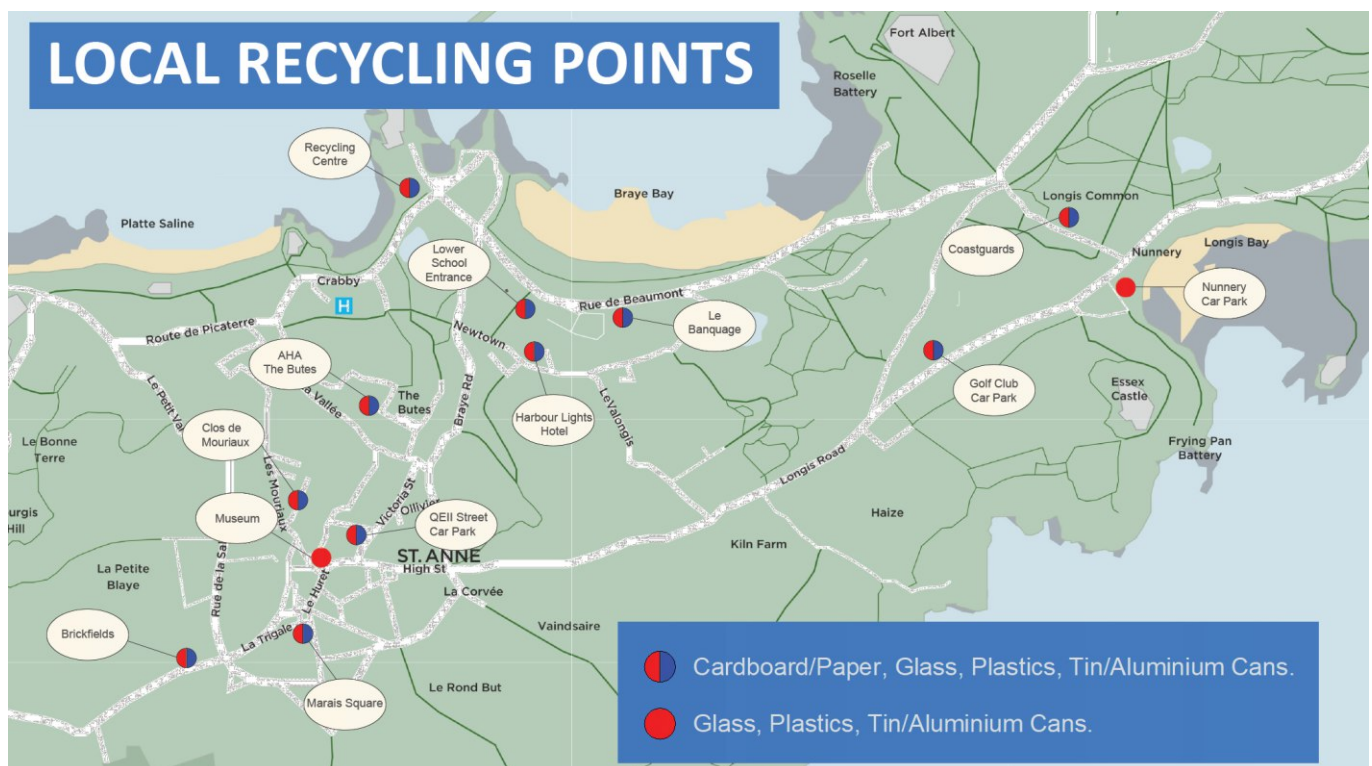 LOCAL RECYCLING POINTS
Fort Albert
Roselle
Battery
Recycling
Centre
Braye Bay
Longis Common
Platte Saline
Lower
School
Entrance
Coastguards
Nunnery
Longis Bay
Crabby
H
Nunnery
Car Park
Rue de Beaumont
Le
Banquage
Route de Picaterre
Newtown
AHA
The Butes
Vallée
The
Butes
Braye Rd
Golf Club
Car Park
Essex
Castle
Le Petit
Harbour Lights
Hotel
LeValongis
Clos de
Mouriaux
Le Bonne
Terre
Frying Pan
Battery
Les Mouriaux
Longis Road
Victoria St
Ollivier
Museum
QEII Street
Car Park
Haize
Hill
Kiln Farm
ST. ANNE
High St
La Petite
Blaye
Rue de la
Le Huret
La Corvée
Brickfields
La Trigale
Vaindsaire
Marais Square
Le Rond But
Cardboard/Paper, Glass, Plastics, Tin/Aluminium Cans.
Glass, Plastics, Tin/Aluminium Cans.